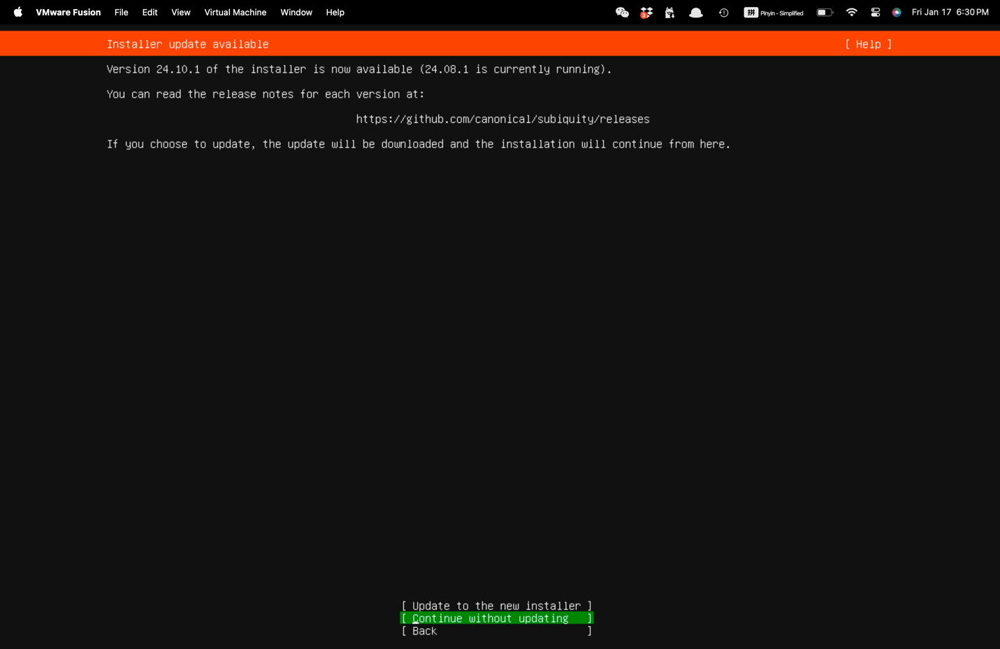 VMware Fusion File Edit View Virtual Machine Window Help 3 拼 Pinyin - Simplified Fri Jan 17 6:30 PM
Installer update available [ Help ]
Version 24.10.1 of the installer is now available (24.08.1 is currently running).
You can read the release notes for each version at:
https://github.com/canonical/subiquity/releases
If you choose to update, the update will be downloaded and the installation will continue from here.
[ Update to the new installer ]
[ Continue without updating ]
[ Back ]